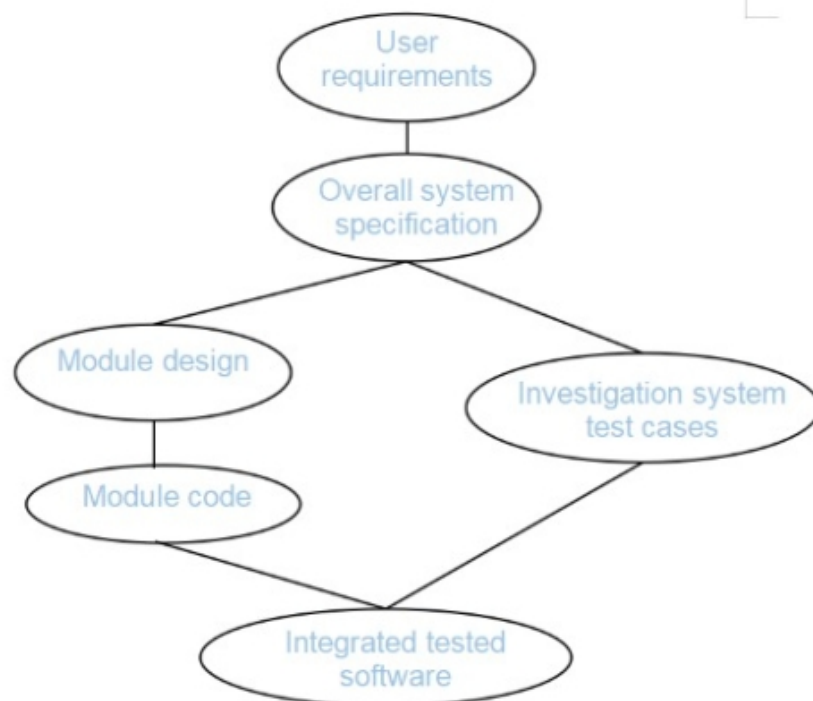 User
requirements
Overall system
specification
Module design
Investigation system
test cases
Module code
Integrated tested
software